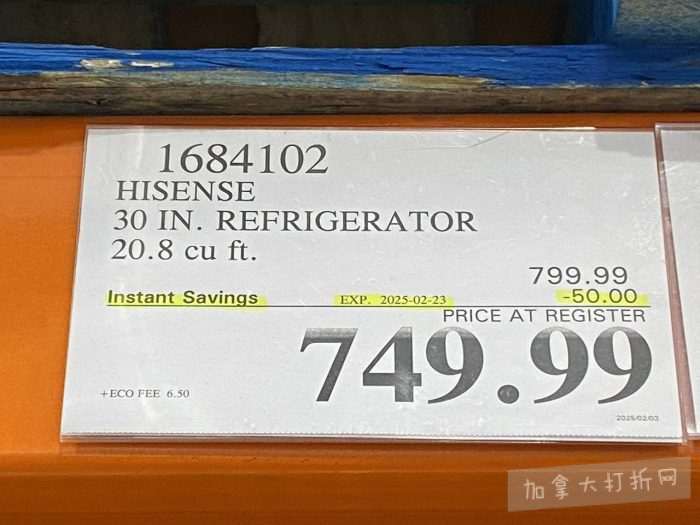 1684102
HISENSE
30 IN. REFRIGERATOR
20.8 cu ft.
799.99
Instant Savings EXP. 2025-02-23 -50.00
PRICE AT REGISTER
749.99
+ECO FEE 6.50
2025/02/03
加拿大打折网